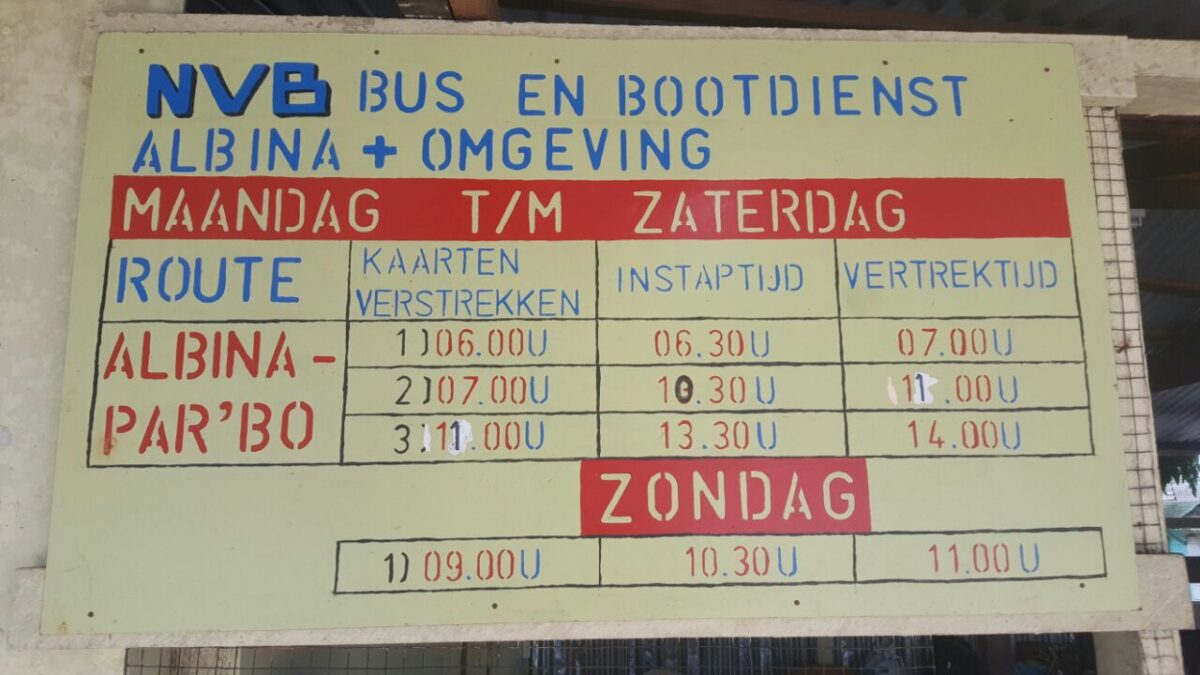 NVB BUS EN BOOTDIENST
ALBINA + OMGEVING
MAANDAG T/M ZATERDAG
ROUTE KAARTEN VERSTREKKEN INSTAPTIJD VERTREKTIJD
ALBINA - PAR'BO
1) 06.00U 06.30U 07.00U
2) 07.00U 10.30U 11.00U
3) 11.00U 13.30U 14.00U
ZONDAG
1) 09.00U 10.30U 11.00U